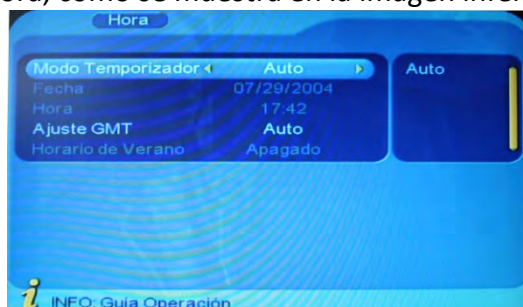 Hora
Modo Temporizador Auto
Fecha 07/29/2004
Hora 17:42
Ajuste GMT Auto
Horario de Verano Apagado
Auto
INFO: Guía Operación